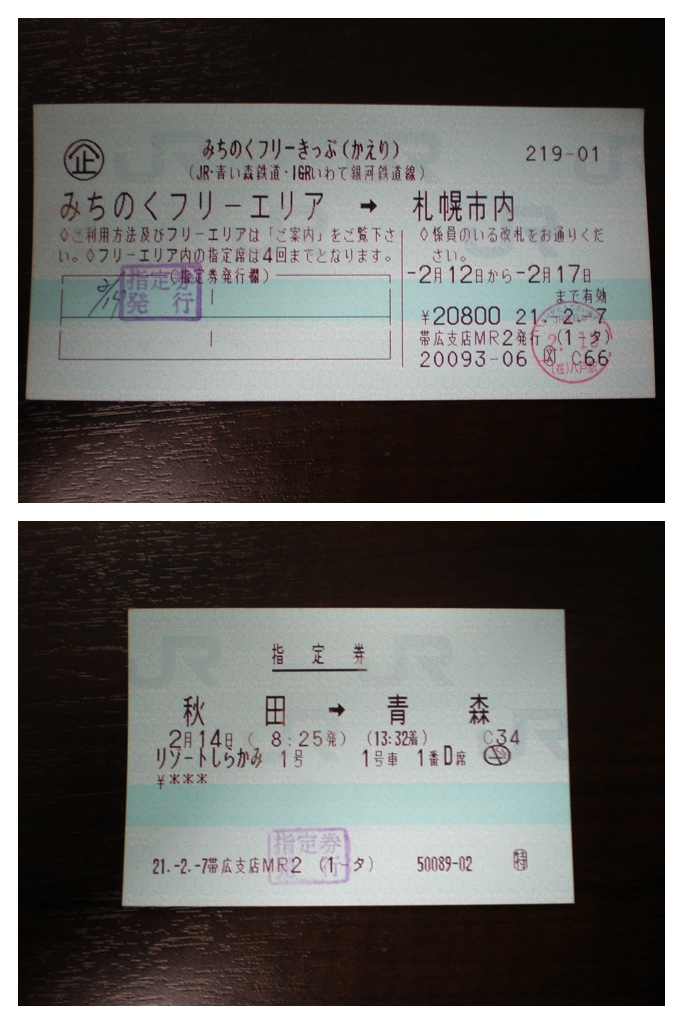 企
みちのくフリーきっぷ(かえり)
219-01
(JR・青い森鉄道・IGRいわて銀河鉄道線)
みちのくフリーエリア → 札幌市内
◇ご利用方法及びフリーエリアは「ご案内」をご覧下さ
い。◇フリーエリア内の指定席は4回までとなります。
(指定券発行欄)
指定券
発行
◇係員のいる改札をお通りくだ
さい。
-2月12日から-2月17日
まで有効
¥20800 21.-2.-7
帯広支店MR2発行 (1-タ)
20093-06 C66
指定券
秋田 → 青森
2月14日( 8:25発) (13:32着) C34
リゾートしらかみ 1号 1号車 1番D席
¥***
指定券
発行
21.-2.-7帯広支店MR2 (1-タ) 50089-02 特